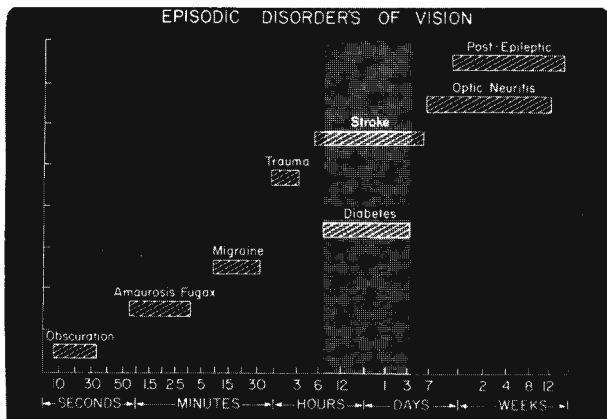 EPISODIC DISORDERS OF VISION
Post-Epileptic
Optic Neuritis
Stroke
Trauma
Diabetes
Migraine
Amaurosis Fugax
Obscuration
10 30 50 1.5 2.5 5 15 30 3 6 12 1 3 7 2 4 8 12
SECONDS MINUTES HOURS DAYS WEEKS